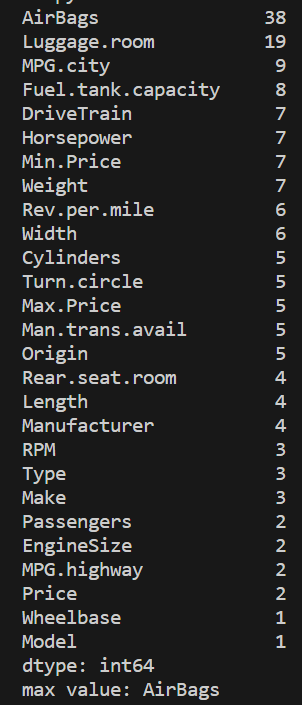 AirBags 38
Luggage.room 19
MPG.city 9
Fuel.tank.capacity 8
DriveTrain 7
Horsepower 7
Min.Price 7
Weight 7
Rev.per.mile 6
Width 6
Cylinders 5
Turn.circle 5
Max.Price 5
Man.trans.avail 5
Origin 5
Rear.seat.room 4
Length 4
Manufacturer 4
RPM 3
Type 3
Make 3
Passengers 2
EngineSize 2
MPG.highway 2
Price 2
Wheelbase 1
Model 1
dtype: int64
max value: AirBags